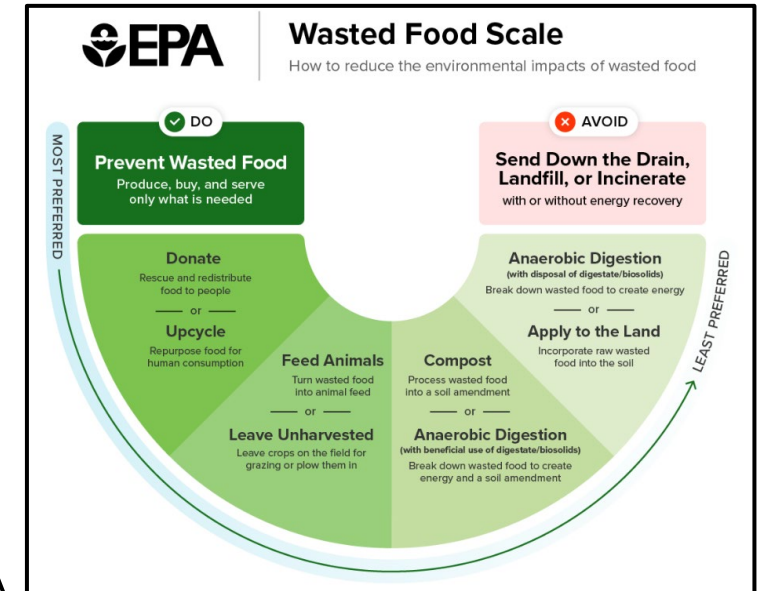 EPA
Wasted Food Scale
How to reduce the environmental impacts of wasted food
DO
Prevent Wasted Food
Produce, buy, and serve
only what is needed
AVOID
Send Down the Drain,
Landfill, or Incinerate
with or without energy recovery
MOST PREFERRED
Donate
Rescue and redistribute
food to people
or
Upcycle
Repurpose food for
human consumption
Feed Animals
Turn wasted food
into animal feed
or
Leave Unharvested
Leave crops on the field for
grazing or plow them in
Compost
Process wasted food
into a soil amendment
or
Anaerobic Digestion
(with beneficial use of digestate/biosolids)
Break down wasted food to create
energy and a soil amendment
Anaerobic Digestion
(with disposal of digestate/biosolids)
Break down wasted food to create energy
or
Apply to the Land
Incorporate raw wasted
food into the soil
LEAST PREFERRED